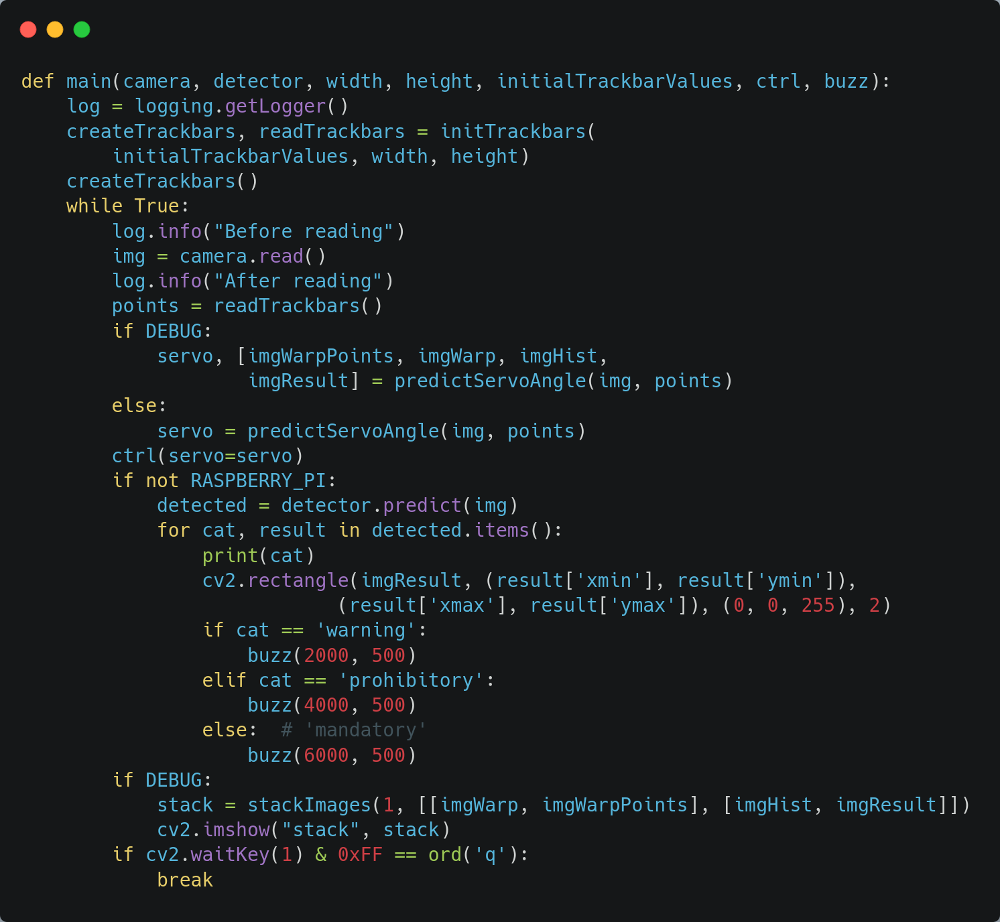 def main(camera, detector, width, height, initialTrackbarValues, ctrl, buzz):
    log = logging.getLogger()
    createTrackbars, readTrackbars = initTrackbars(
        initialTrackbarValues, width, height)
    createTrackbars()
    while True:
        log.info("Before reading")
        img = camera.read()
        log.info("After reading")
        points = readTrackbars()
        if DEBUG:
            servo, [imgWarpPoints, imgWarp, imgHist,
                    imgResult] = predictServoAngle(img, points)
        else:
            servo = predictServoAngle(img, points)
        ctrl(servo=servo)
        if not RASPBERRY_PI:
            detected = detector.predict(img)
            for cat, result in detected.items():
                print(cat)
                cv2.rectangle(imgResult, (result['xmin'], result['ymin']),
                            (result['xmax'], result['ymax']), (0, 0, 255), 2)
                if cat == 'warning':
                    buzz(2000, 500)
                elif cat == 'prohibitory':
                    buzz(4000, 500)
                else:  # 'mandatory'
                    buzz(6000, 500)
        if DEBUG:
            stack = stackImages(1, [[imgWarp, imgWarpPoints], [imgHist, imgResult]])
            cv2.imshow("stack", stack)
        if cv2.waitKey(1) & 0xFF == ord('q'):
            break